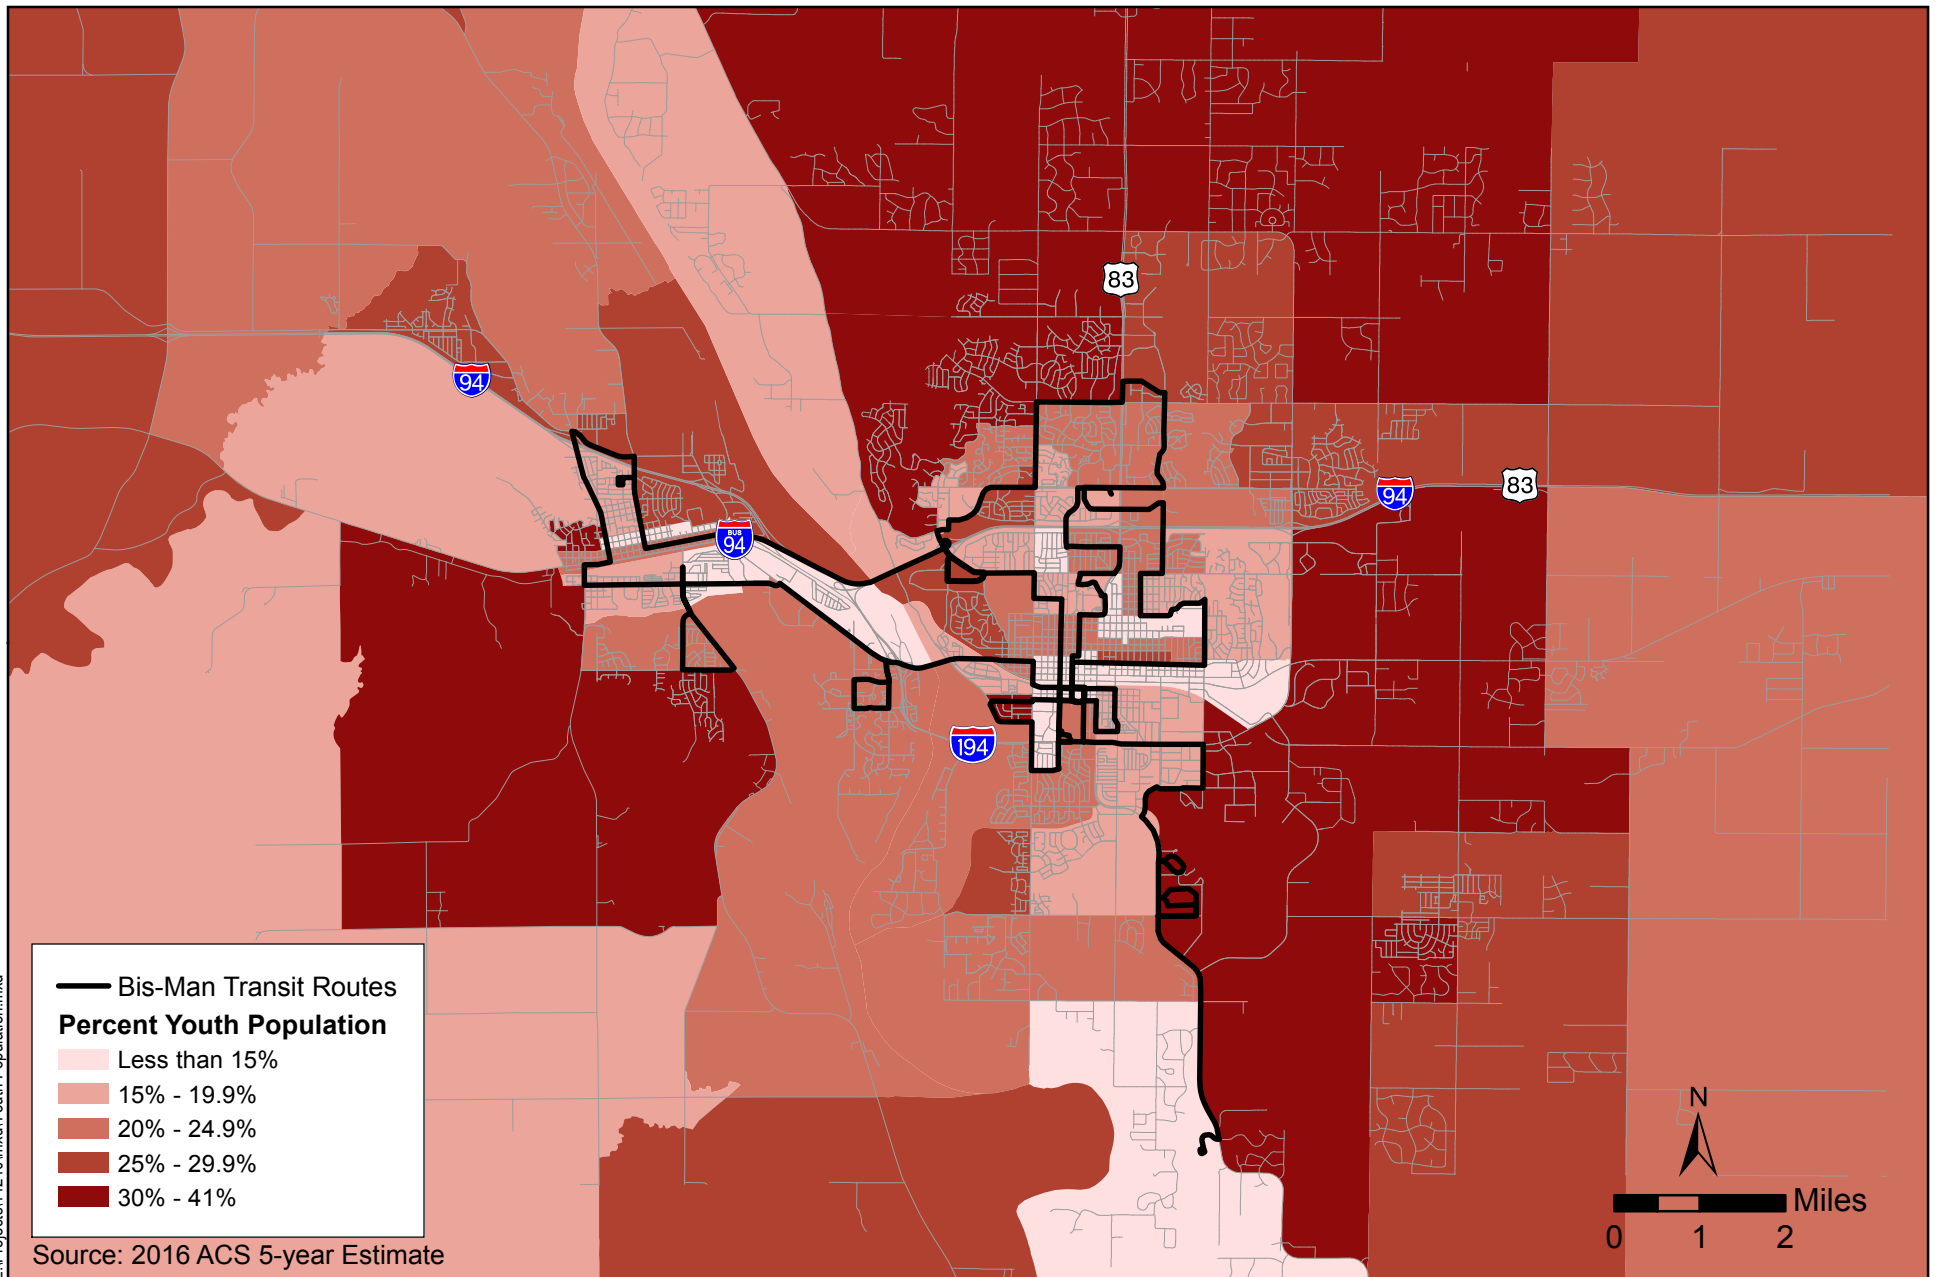 83
94
94
83
BUS
94
194
Bis-Man Transit Routes
Percent Youth Population
Less than 15%
15% - 19.9%
20% - 24.9%
25% - 29.9%
30% - 41%
Source: 2016 ACS 5-year Estimate
N
Miles
0 1 2